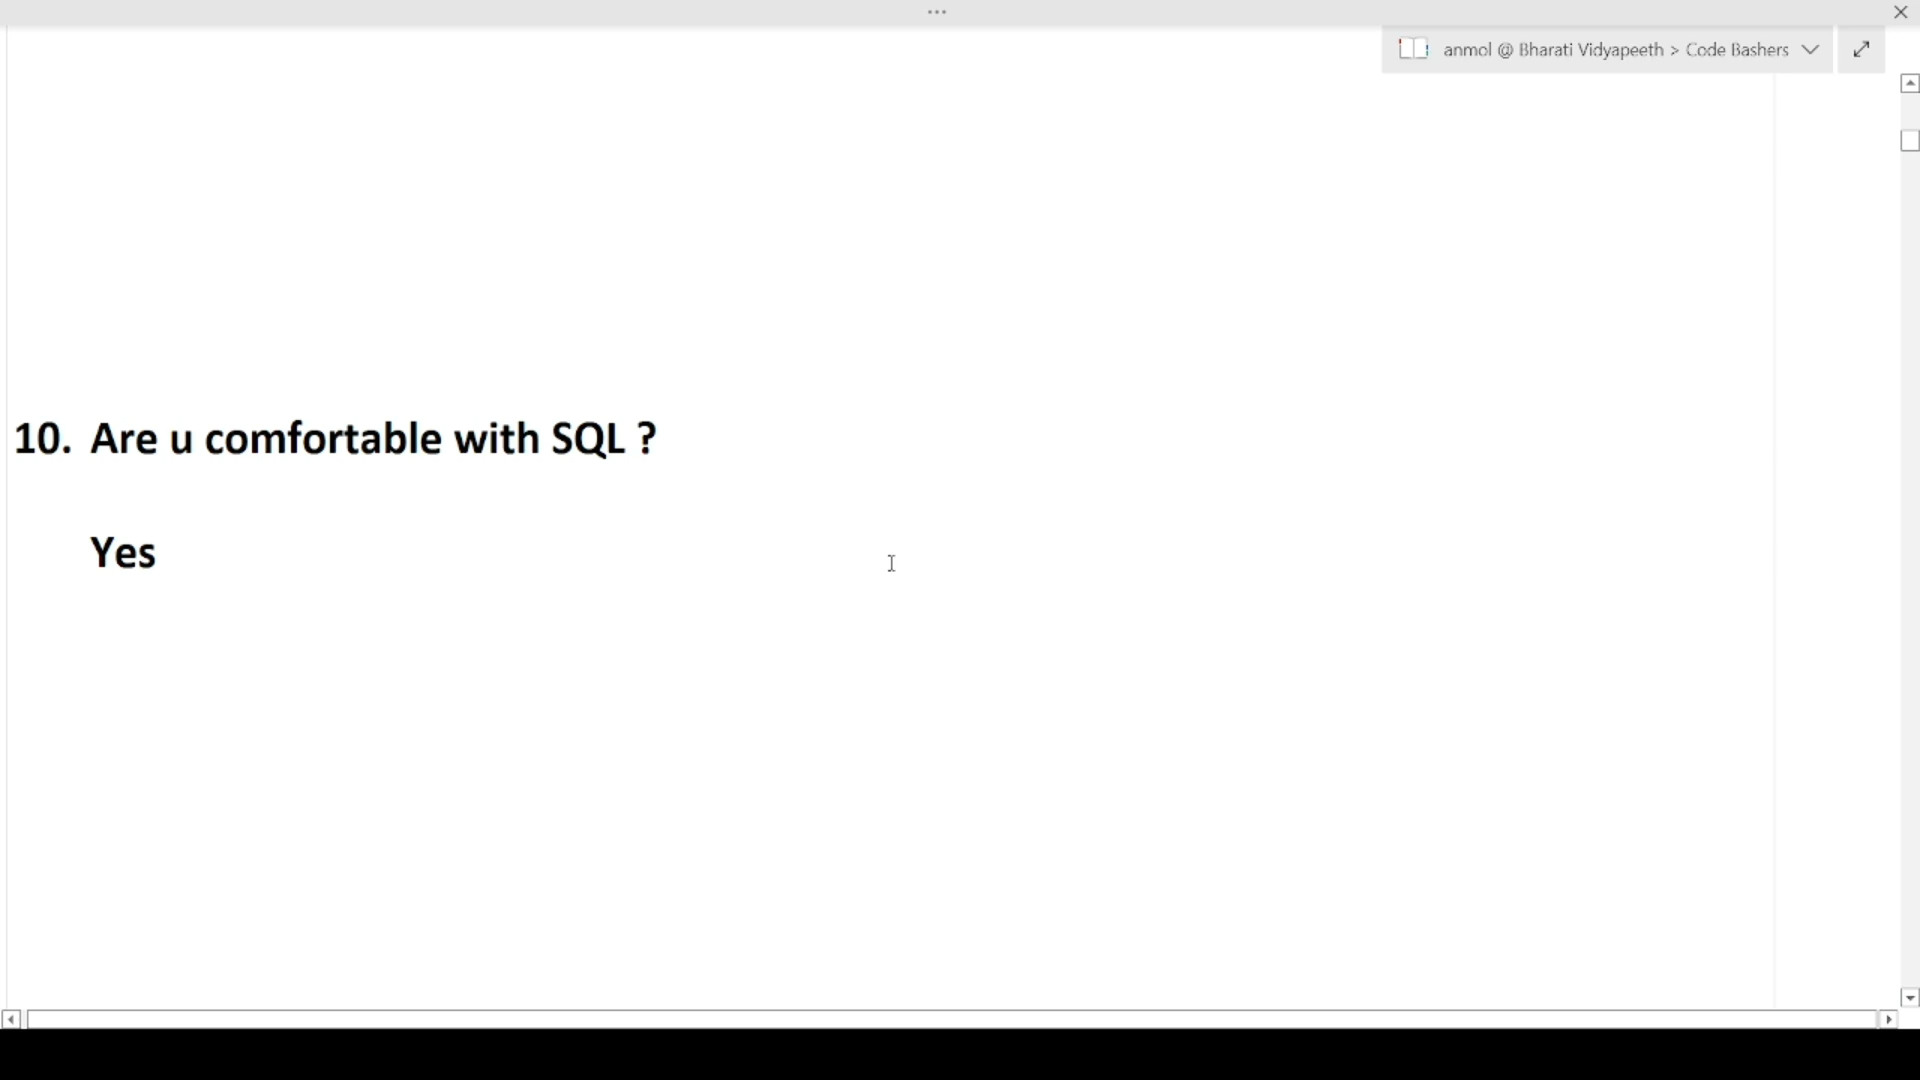 ...
anmol @ Bharati Vidyapeeth > Code Bashers
10. Are u comfortable with SQL ?
Yes